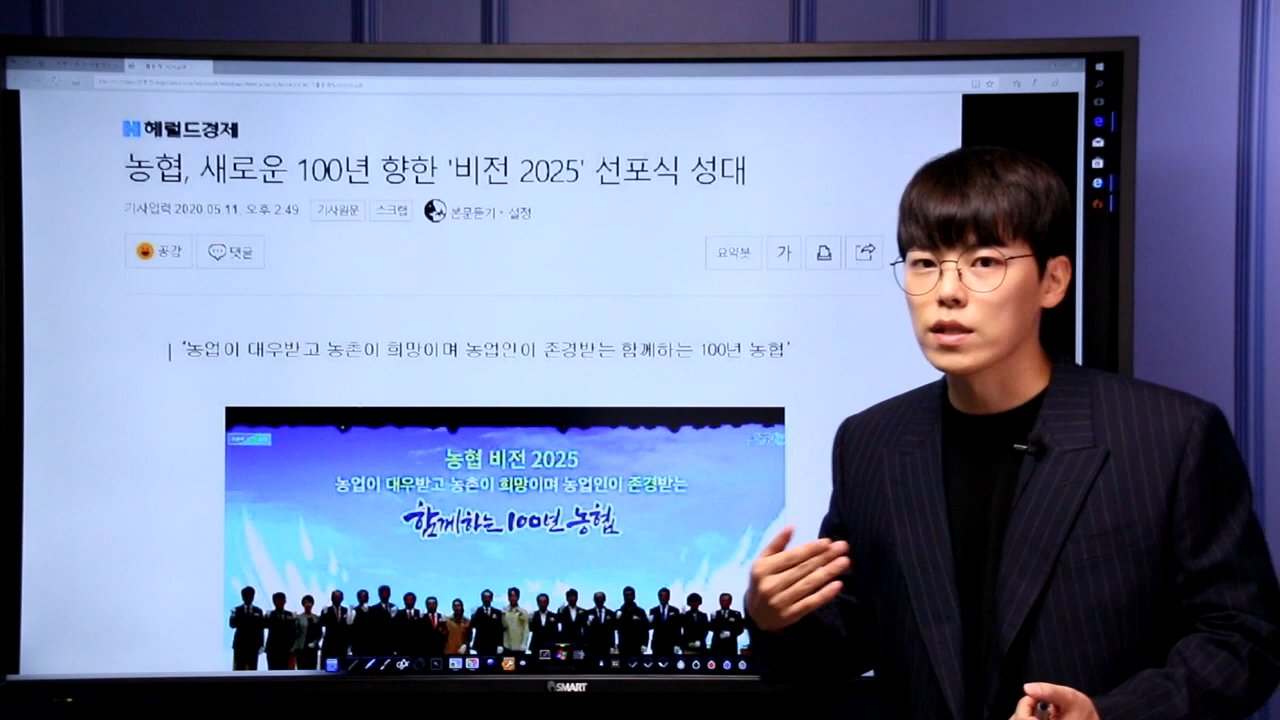 헤럴드경제
농협, 새로운 100년 향한 '비전 2025' 선포식 성대
기사입력 2020.05.11. 오후 2:49 기사원문 스크랩 본문듣기 · 설정
공감 댓글 요약봇 가
| '농업이 대우받고 농촌이 희망이며 농업인이 존경받는 함께하는 100년 농협'
농협 비전 2025
농업이 대우받고 농촌이 희망이며 농업인이 존경받는
함께하는 100년 농협
SMART